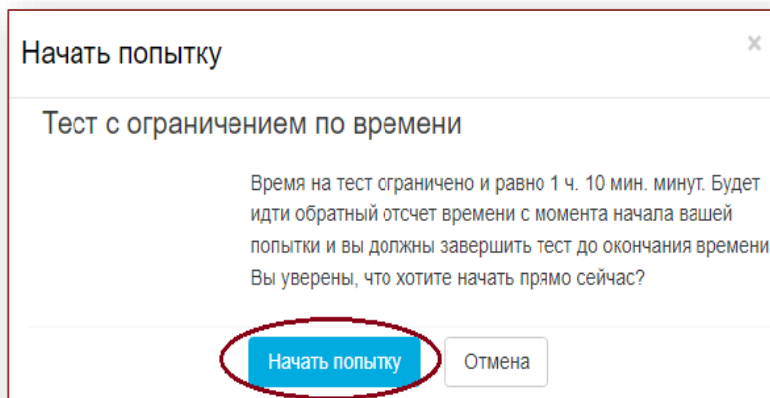 Начать попытку ×
Тест с ограничением по времени
Время на тест ограничено и равно 1 ч. 10 мин. минут. Будет
идти обратный отсчет времени с момента начала вашей
попытки и вы должны завершить тест до окончания времени
Вы уверены, что хотите начать прямо сейчас?
Начать попытку Отмена